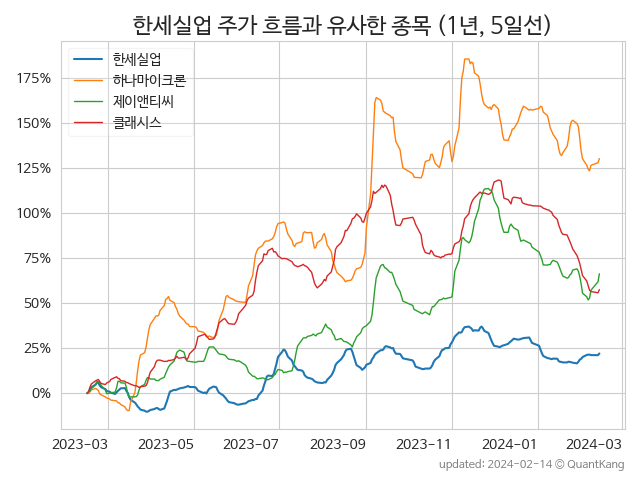 한세실업 주가 흐름과 유사한 종목 (1년, 5일선)
한세실업
하나마이크론
제이앤티씨
클래시스
175%
150%
125%
100%
75%
50%
25%
0%
2023-03 2023-05 2023-07 2023-09 2023-11 2024-01 2024-03
updated: 2024-02-14 © QuantKang